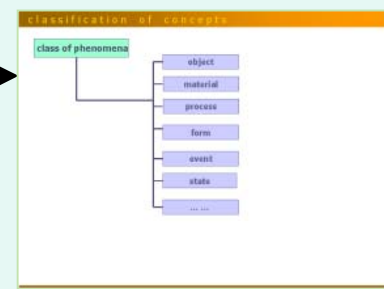 classification of concepts
class of phenomena
object
material
process
form
event
state
... ...